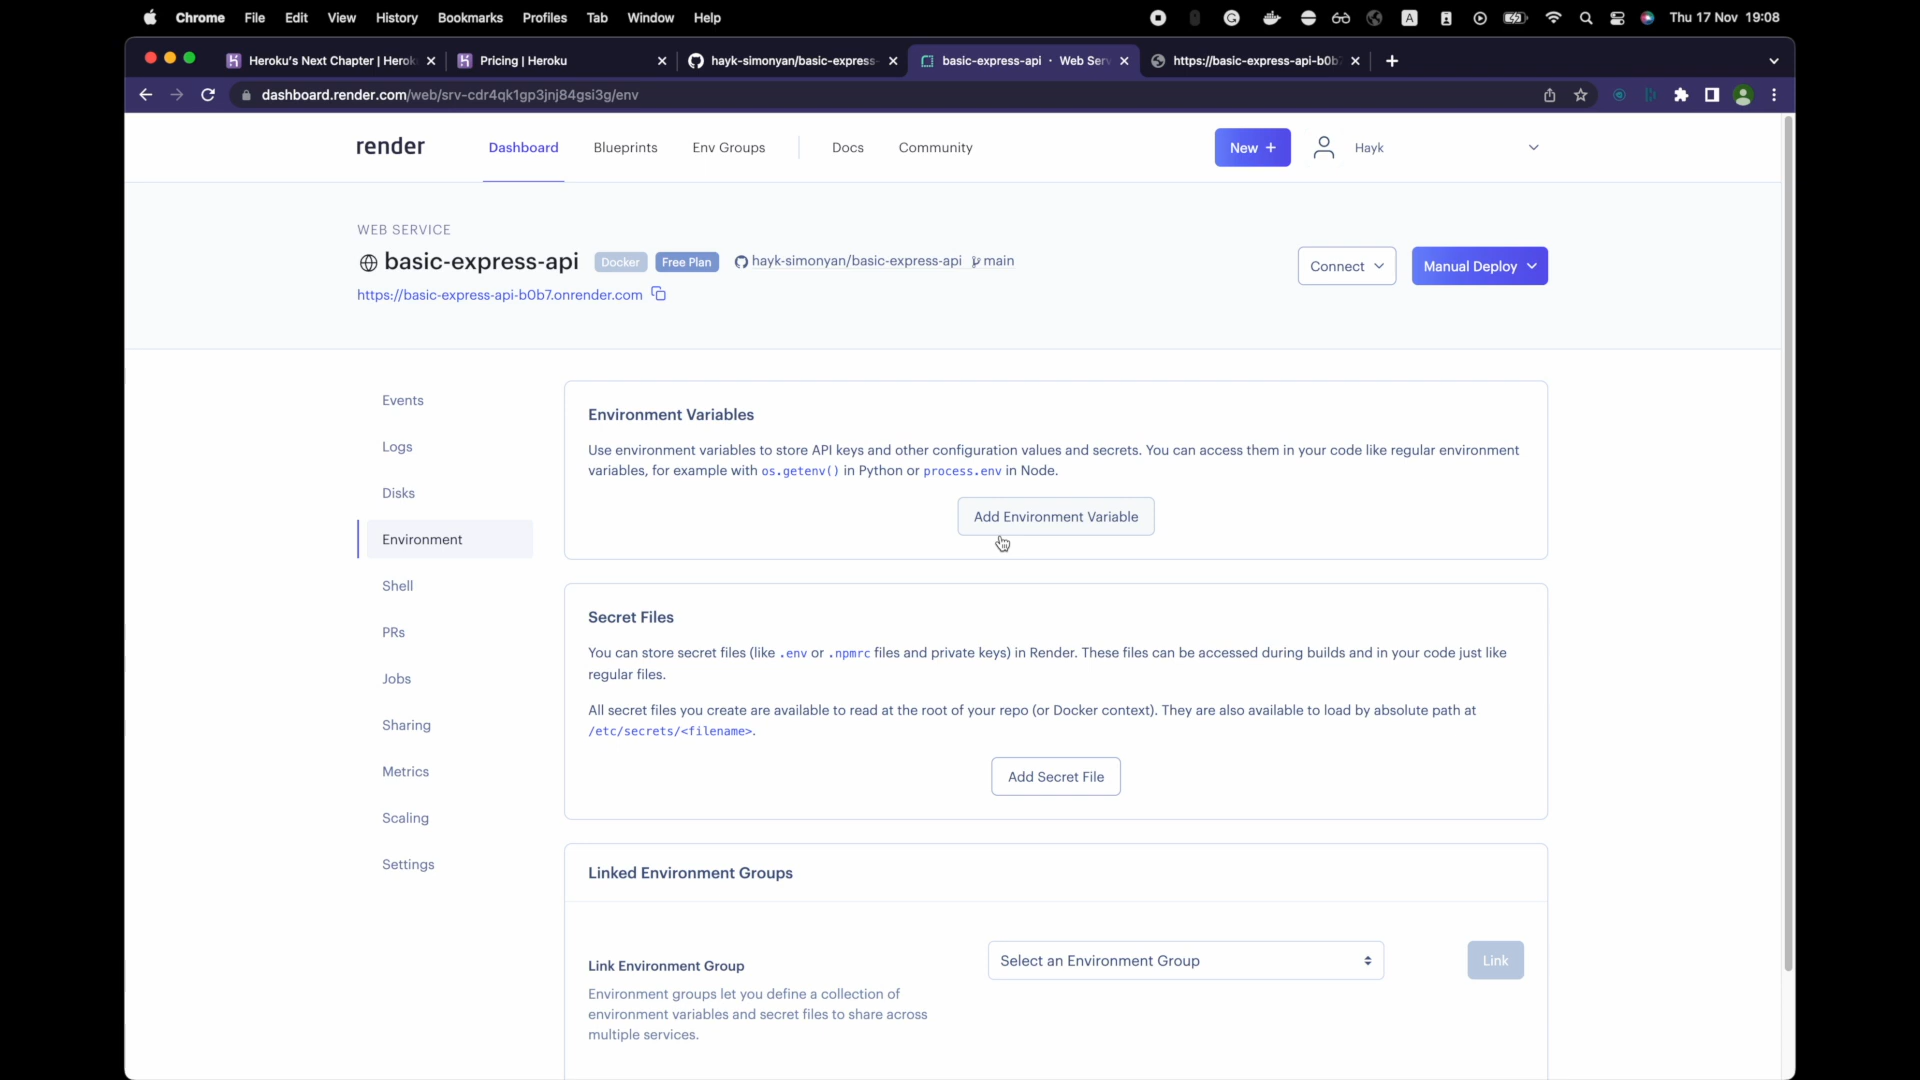 Chrome File Edit View History Bookmarks Profiles Tab Window Help
Thu 17 Nov 19:08
Heroku's Next Chapter | Herok
Pricing | Heroku
hayk-simonyan/basic-express-
basic-express-api · Web Serv
https://basic-express-api-b0b7
dashboard.render.com/web/srv-cdr4qk1gp3jnj84gsi3g/env
render
Dashboard
Blueprints
Env Groups
Docs
Community
New +
Hayk
WEB SERVICE
basic-express-api Docker Free Plan hayk-simonyan/basic-express-api main
https://basic-express-api-b0b7.onrender.com
Connect
Manual Deploy
Events
Logs
Disks
Environment
Shell
PRs
Jobs
Sharing
Metrics
Scaling
Settings
Environment Variables
Use environment variables to store API keys and other configuration values and secrets. You can access them in your code like regular environment
variables, for example with os.getenv() in Python or process.env in Node.
Add Environment Variable
Secret Files
You can store secret files (like .env or .npmrc files and private keys) in Render. These files can be accessed during builds and in your code just like
regular files.
All secret files you create are available to read at the root of your repo (or Docker context). They are also available to load by absolute path at
/etc/secrets/<filename>.
Add Secret File
Linked Environment Groups
Link Environment Group
Environment groups let you define a collection of
environment variables and secret files to share across
multiple services.
Select an Environment Group
Link